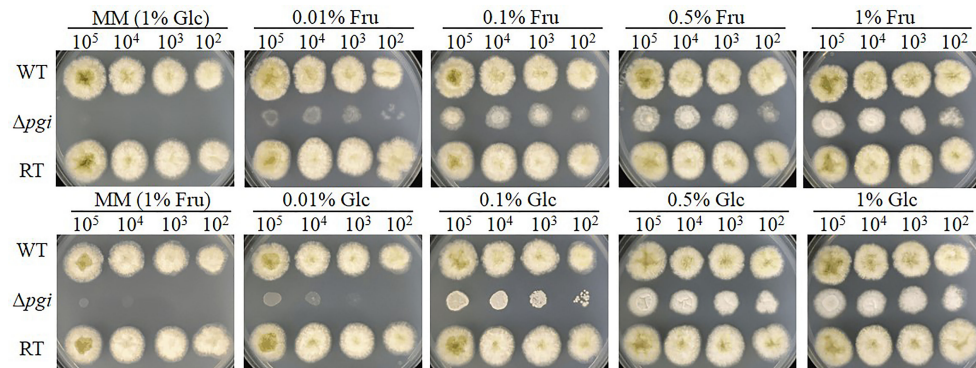 MM (1% Glc) 0.01% Fru 0.1% Fru 0.5% Fru 1% Fru
10⁵ 10⁴ 10³ 10² 10⁵ 10⁴ 10³ 10² 10⁵ 10⁴ 10³ 10² 10⁵ 10⁴ 10³ 10² 10⁵ 10⁴ 10³ 10²
WT
Δpgi
RT
MM (1% Fru) 0.01% Glc 0.1% Glc 0.5% Glc 1% Glc
10⁵ 10⁴ 10³ 10² 10⁵ 10⁴ 10³ 10² 10⁵ 10⁴ 10³ 10² 10⁵ 10⁴ 10³ 10² 10⁵ 10⁴ 10³ 10²
WT
Δpgi
RT